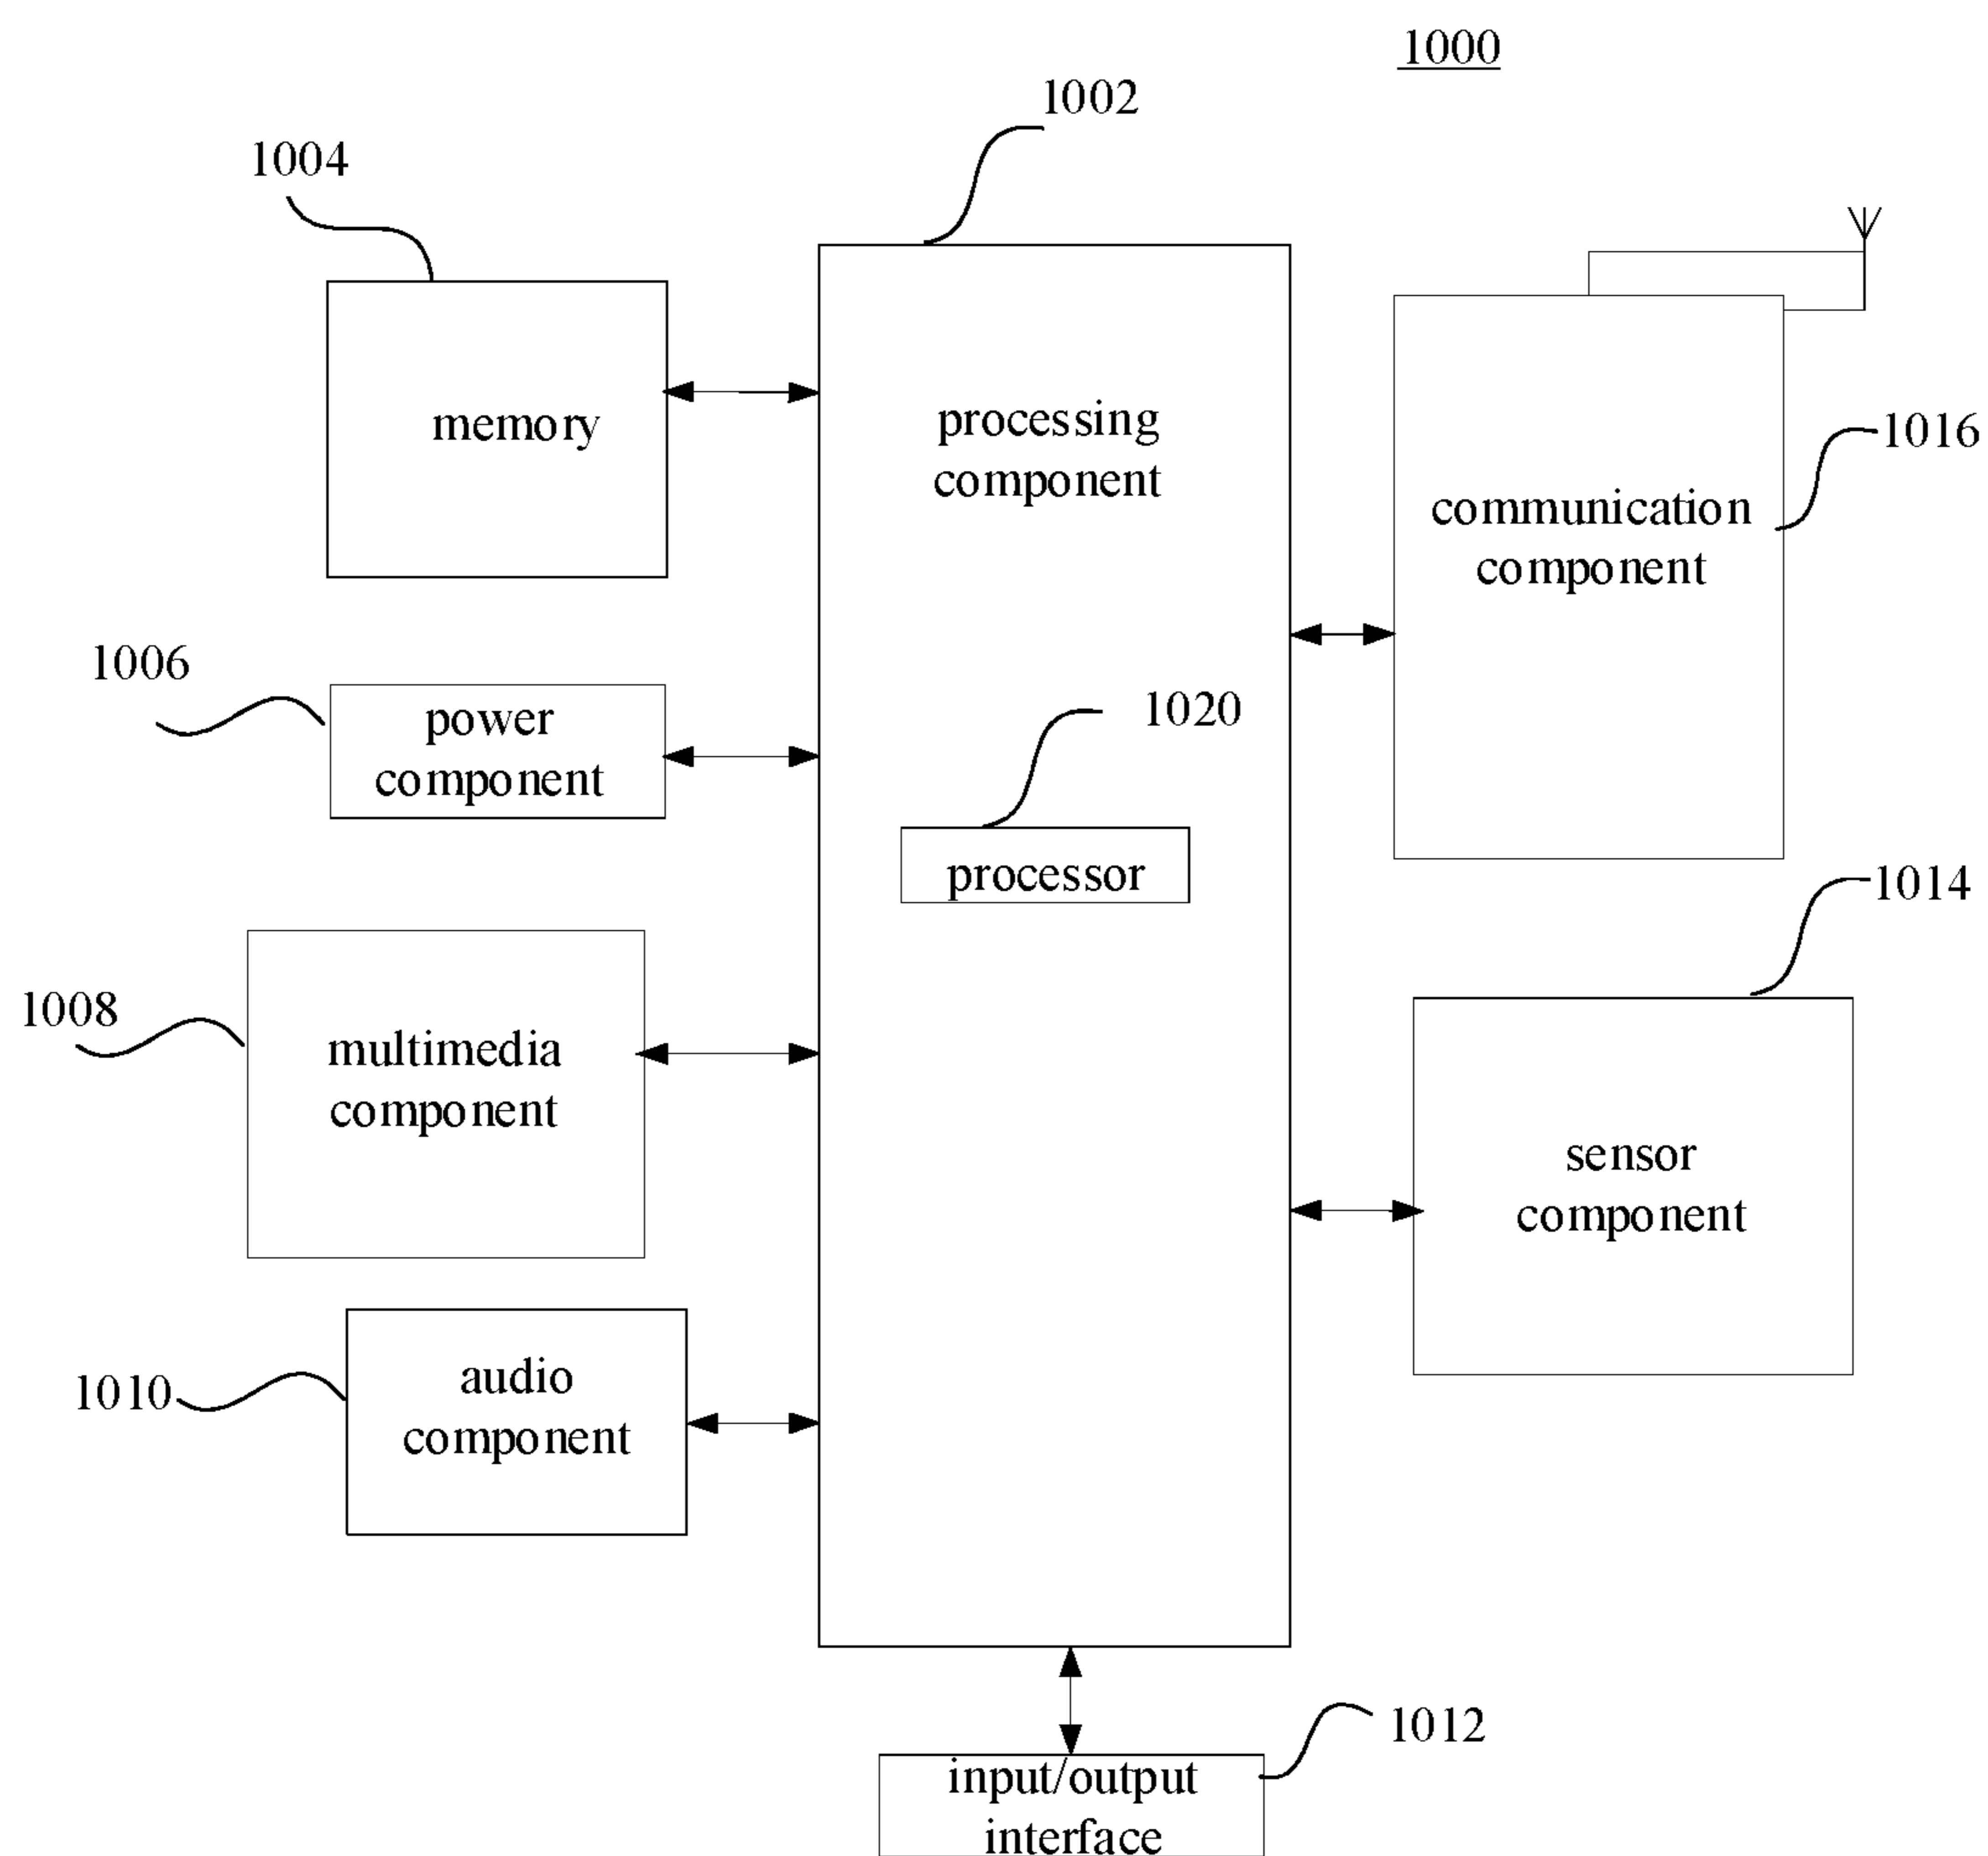 1000
1002
1004
memory
processing
component
1016
communication
component
1006
power
component
1020
processor
1014
1008
multimedia
component
sensor
component
1010
audio
component
1012
input/output
interface